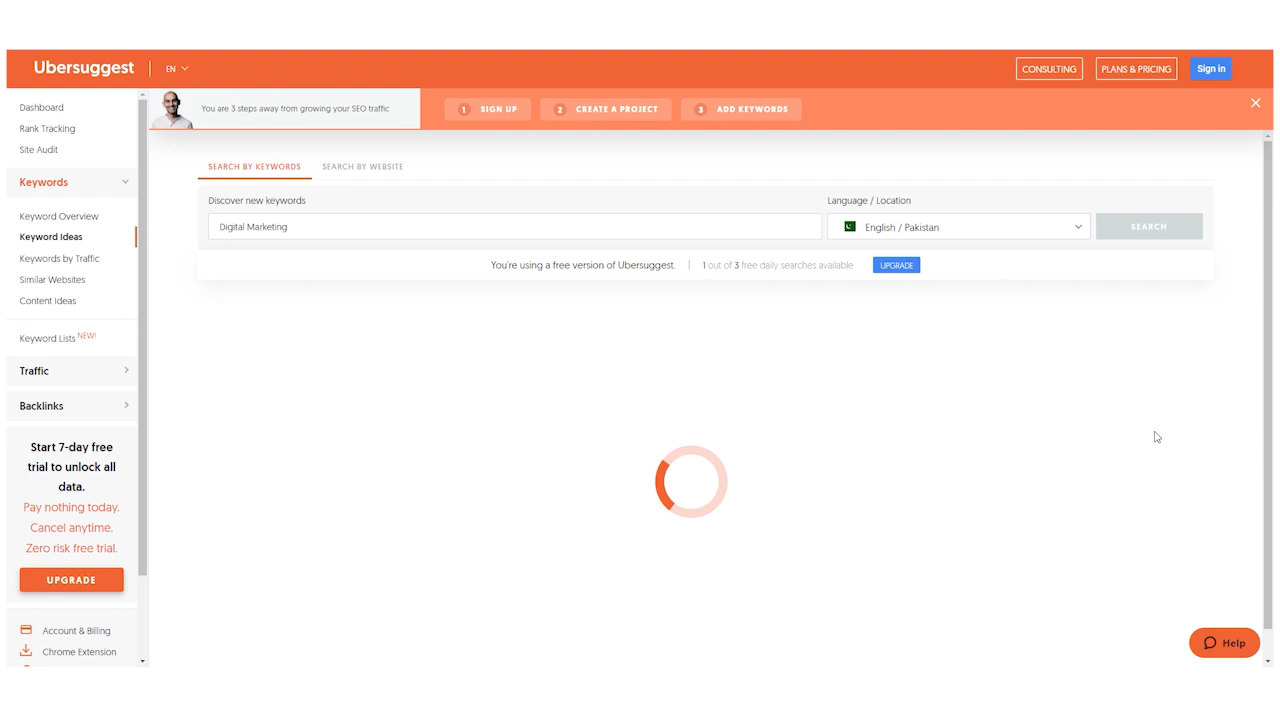 Ubersuggest
EN
CONSULTING
PLANS & PRICING
Sign in
Dashboard
Rank Tracking
Site Audit
Keywords
Keyword Overview
Keyword Ideas
Keywords by Traffic
Similar Websites
Content Ideas
Keyword Lists NEW!
Traffic
Backlinks
Start 7-day free
trial to unlock all
data.
Pay nothing today.
Cancel anytime.
Zero risk free trial.
UPGRADE
Account & Billing
Chrome Extension
You are 3 steps away from growing your SEO traffic
1 SIGN UP
2 CREATE A PROJECT
3 ADD KEYWORDS
SEARCH BY KEYWORDS
SEARCH BY WEBSITE
Discover new keywords
Language / Location
Digital Marketing
English / Pakistan
SEARCH
You're using a free version of Ubersuggest.
1 out of 3 free daily searches available
UPGRADE
Help